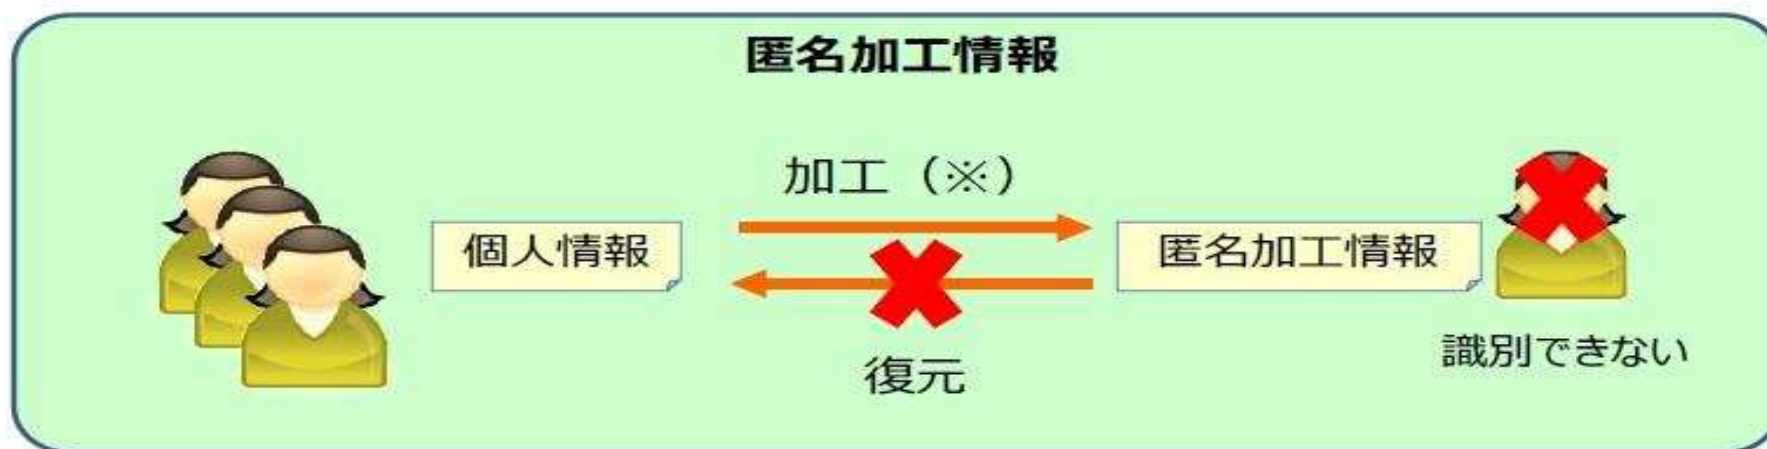 匿名加工情報
加工（※）
個人情報
匿名加工情報
復元
識別できない